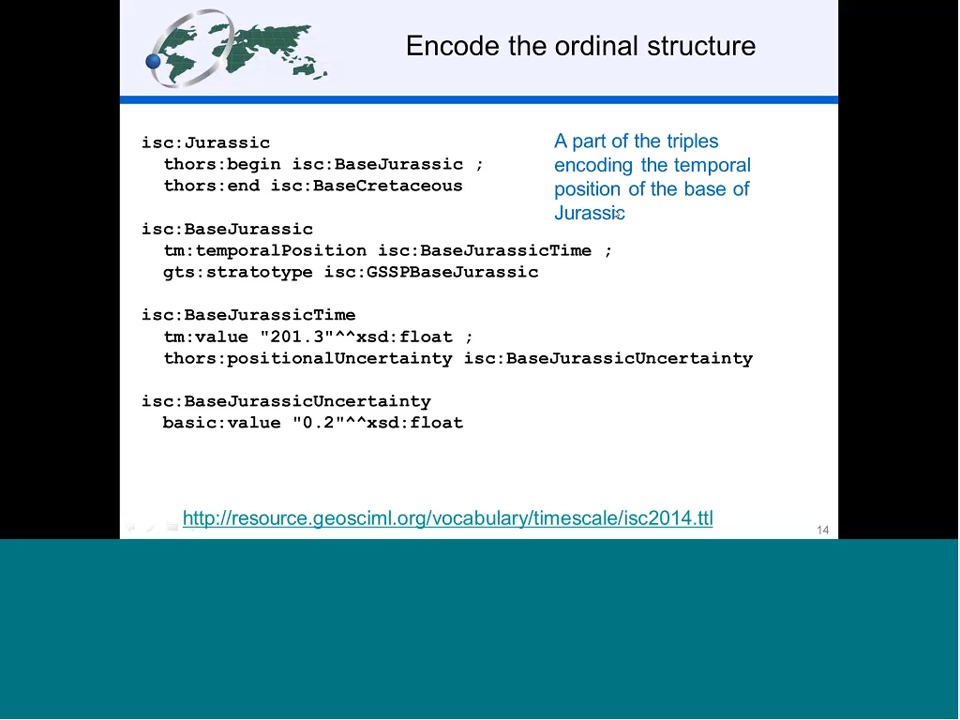 Encode the ordinal structure
isc:Jurassic
thors:begin isc:BaseJurassic ;
thors:end isc:BaseCretaceous
A part of the triples
encoding the temporal
position of the base of
Jurassic
isc:BaseJurassic
tm:temporalPosition isc:BaseJurassicTime ;
gts:stratotype isc:GSSPBaseJurassic
isc:BaseJurassicTime
tm:value "201.3"^^xsd:float ;
thors:positionalUncertainty isc:BaseJurassicUncertainty
isc:BaseJurassicUncertainty
basic:value "0.2"^^xsd:float
http://resource.geosciml.org/vocabulary/timescale/isc2014.ttl
14